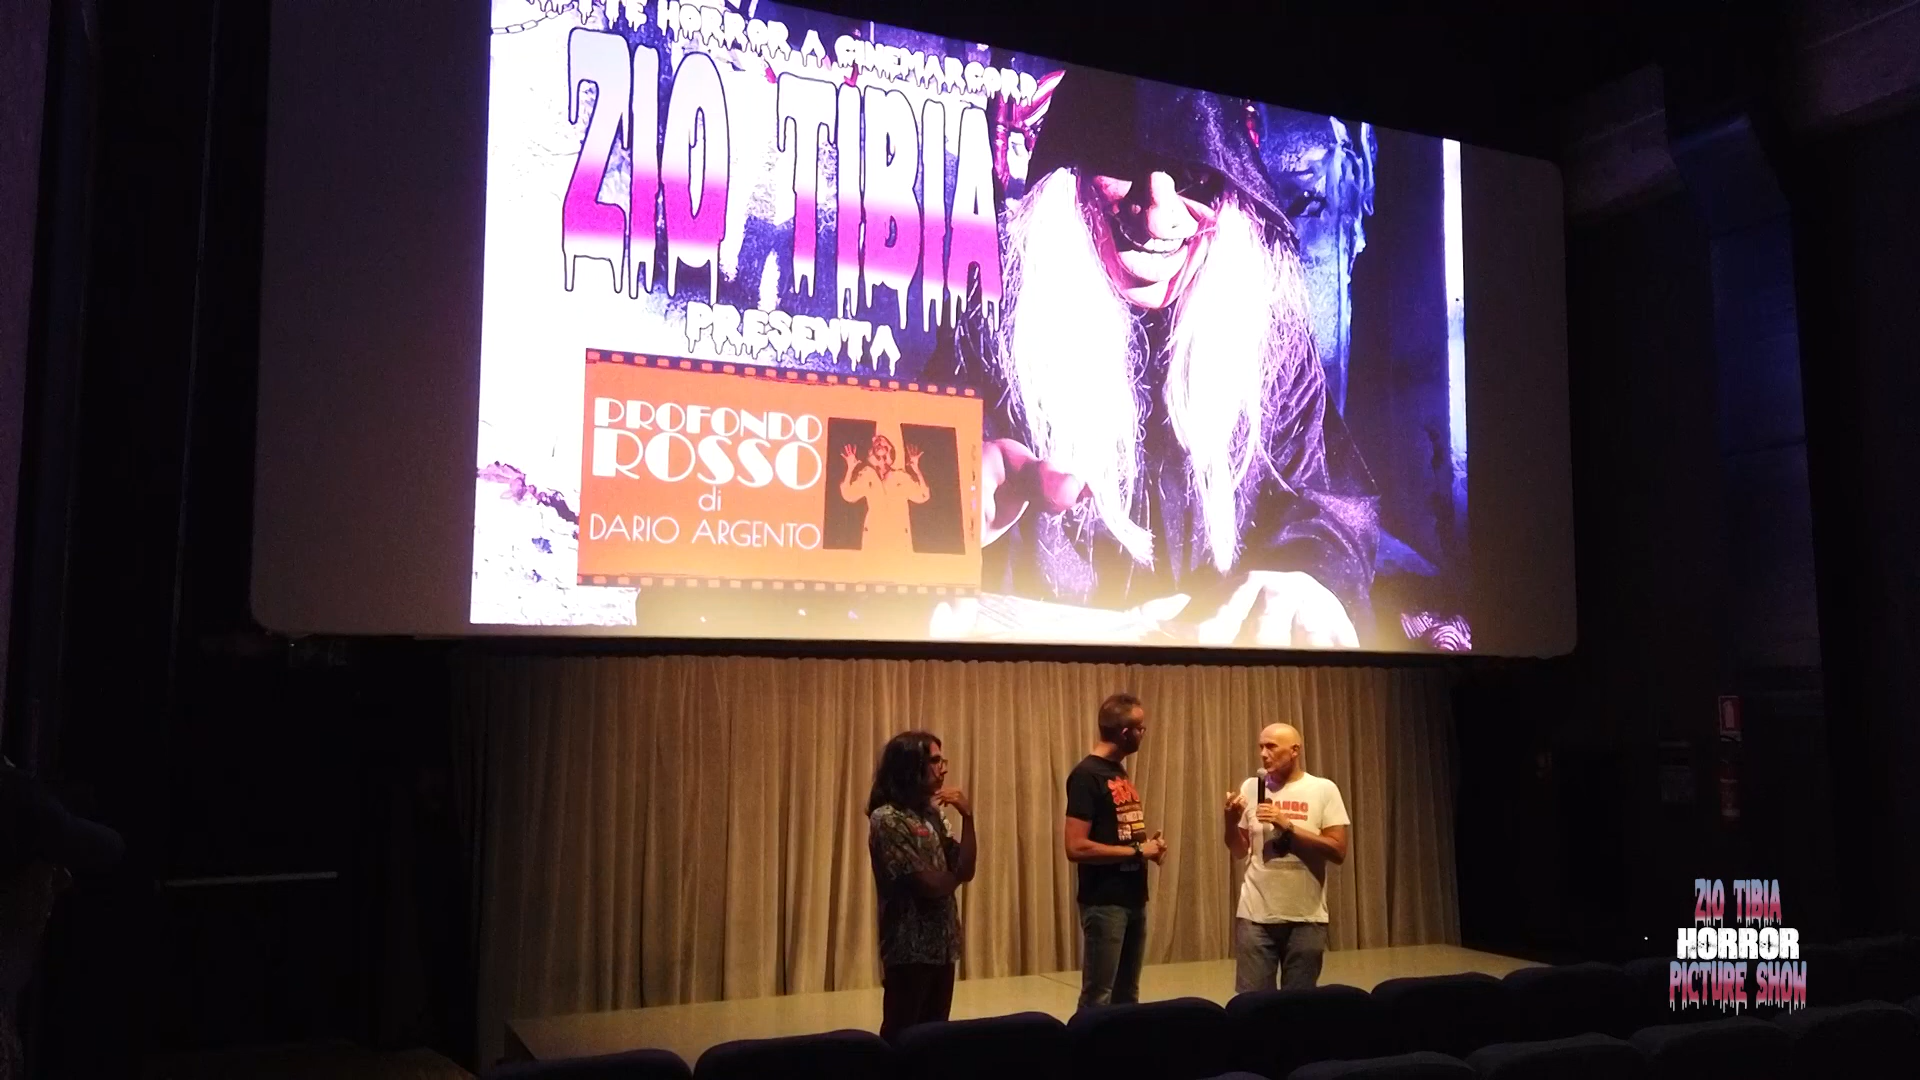 HORROR A CINEMARCORD
ZIO TIBIA
PRESENTA
PROFONDO
ROSSO
di
DARIO ARGENTO
ZIO TIBIA
HORROR
PICTURE SHOW